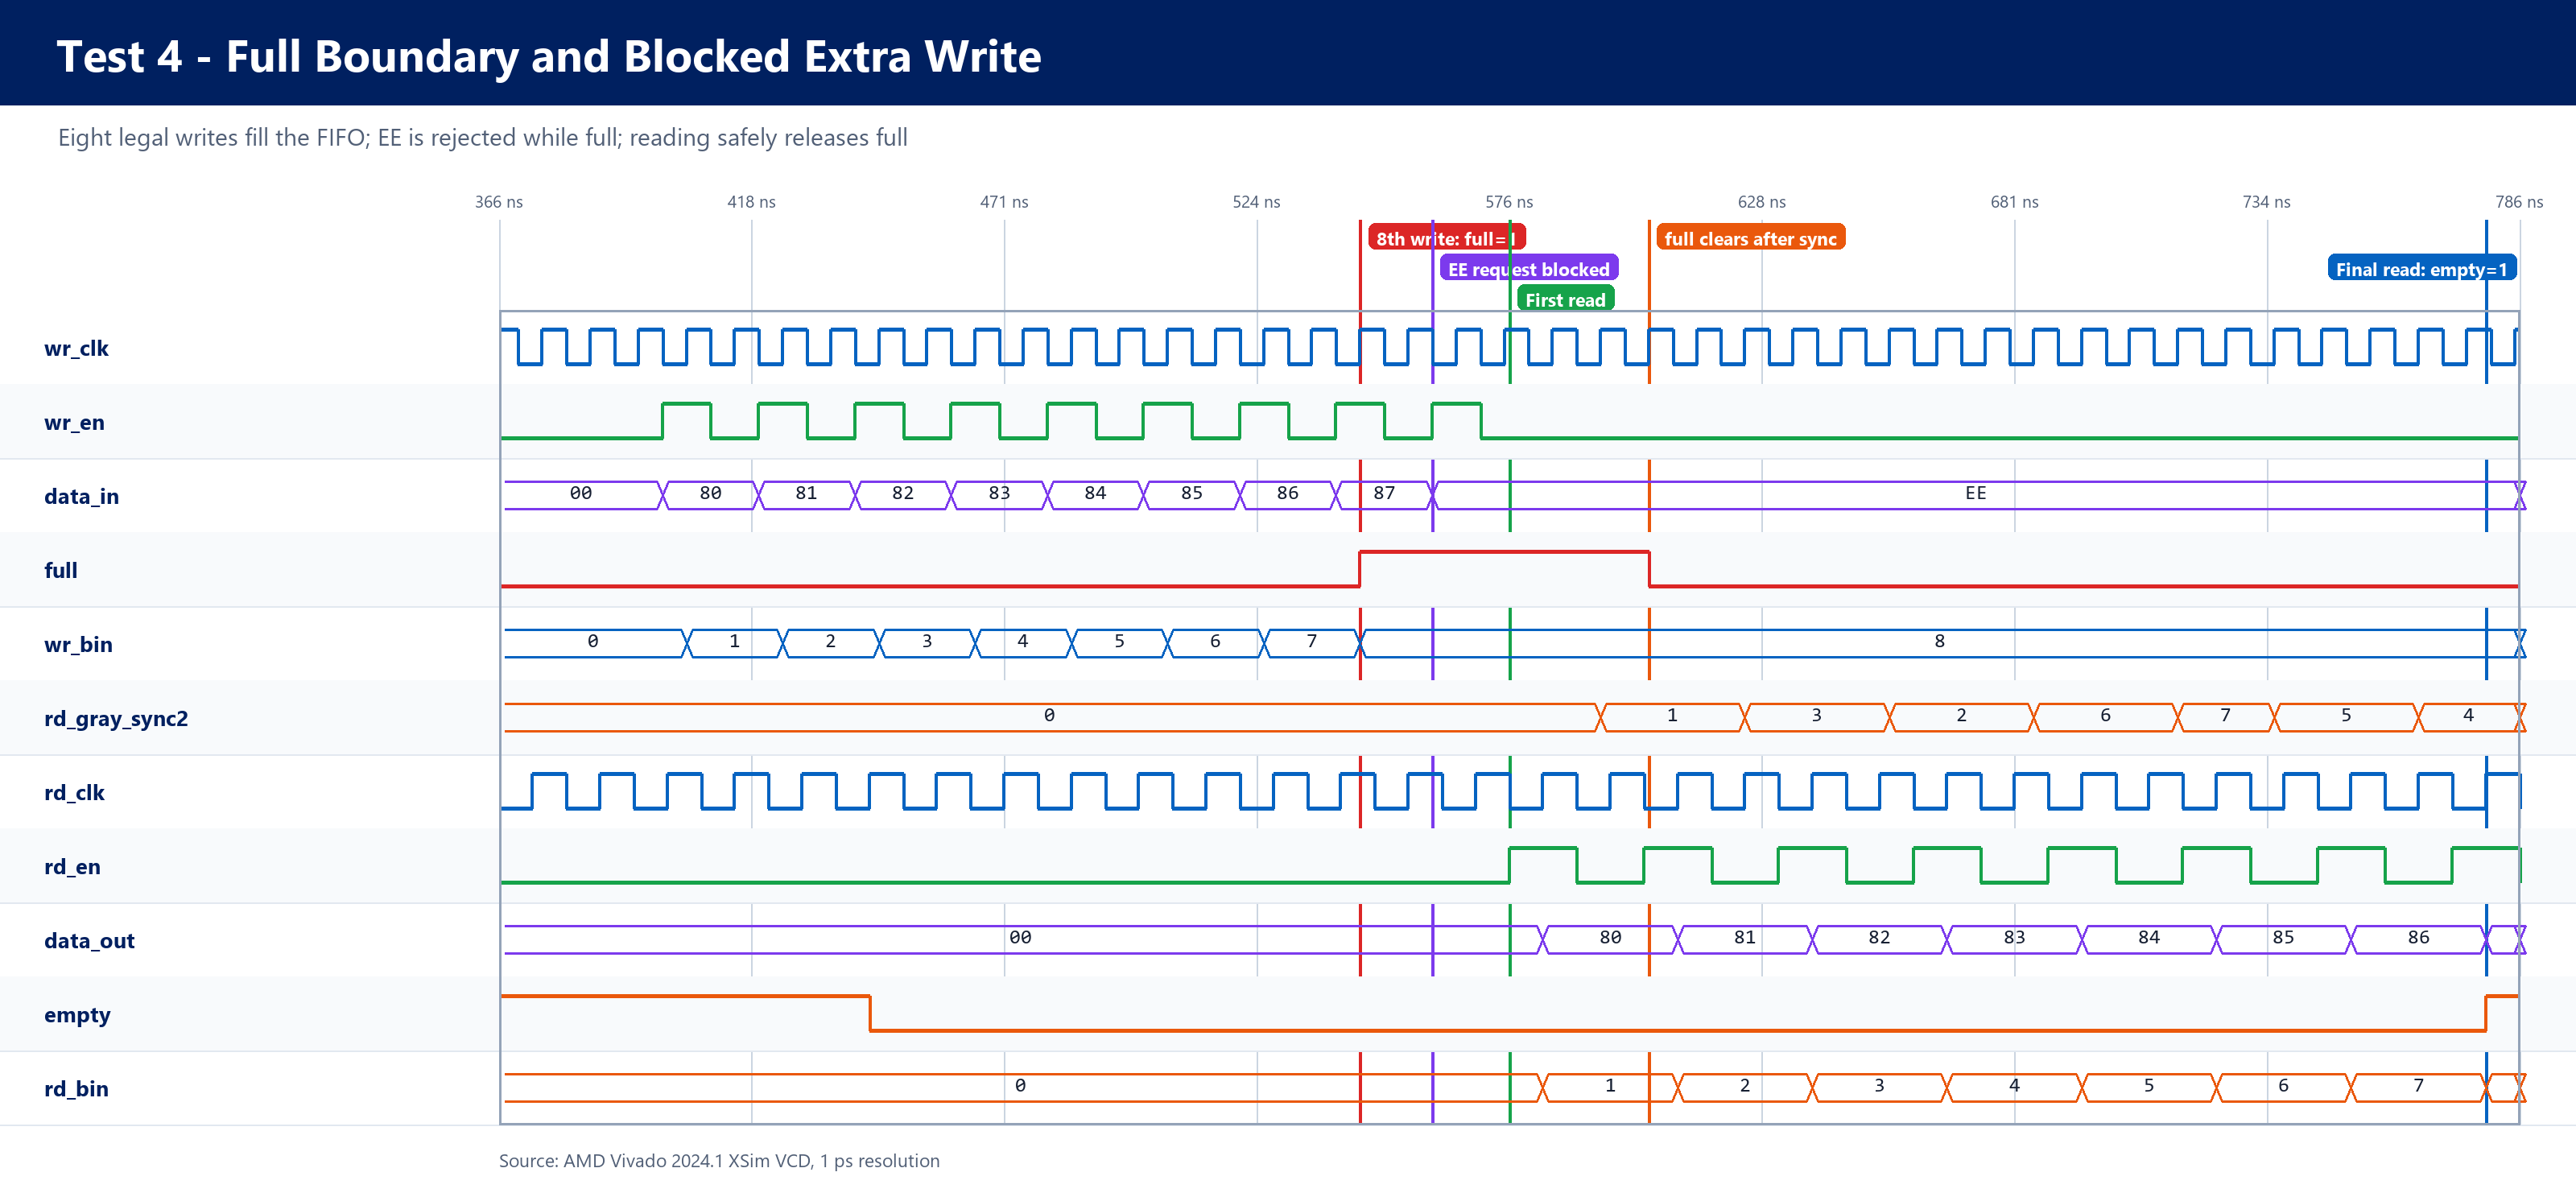 Test 4 - Full Boundary and Blocked Extra Write
Eight legal writes fill the FIFO; EE is rejected while full; reading safely releases full
366 ns 418 ns 471 ns 524 ns 576 ns 628 ns 681 ns 734 ns 786 ns
8th write: full=1 full clears after sync
EE request blocked Final read: empty=1
First read
wr_clk
wr_en
data_in 00 80 81 82 83 84 85 86 87 EE
full
wr_bin 0 1 2 3 4 5 6 7 8
rd_gray_sync2 0 1 3 2 6 7 5 4
rd_clk
rd_en
data_out 00 80 81 82 83 84 85 86
empty
rd_bin 0 1 2 3 4 5 6 7
Source: AMD Vivado 2024.1 XSim VCD, 1 ps resolution